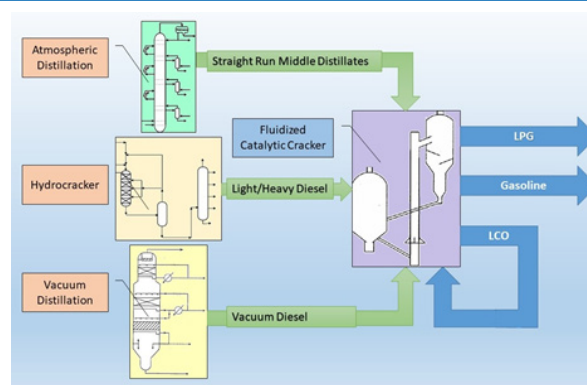 Atmospheric
Distillation
Straight Run Middle Distillates
Fluidized
Catalytic Cracker
LPG
Hydrocracker
Light/Heavy Diesel
Gasoline
LCO
Vacuum
Distillation
Vacuum Diesel